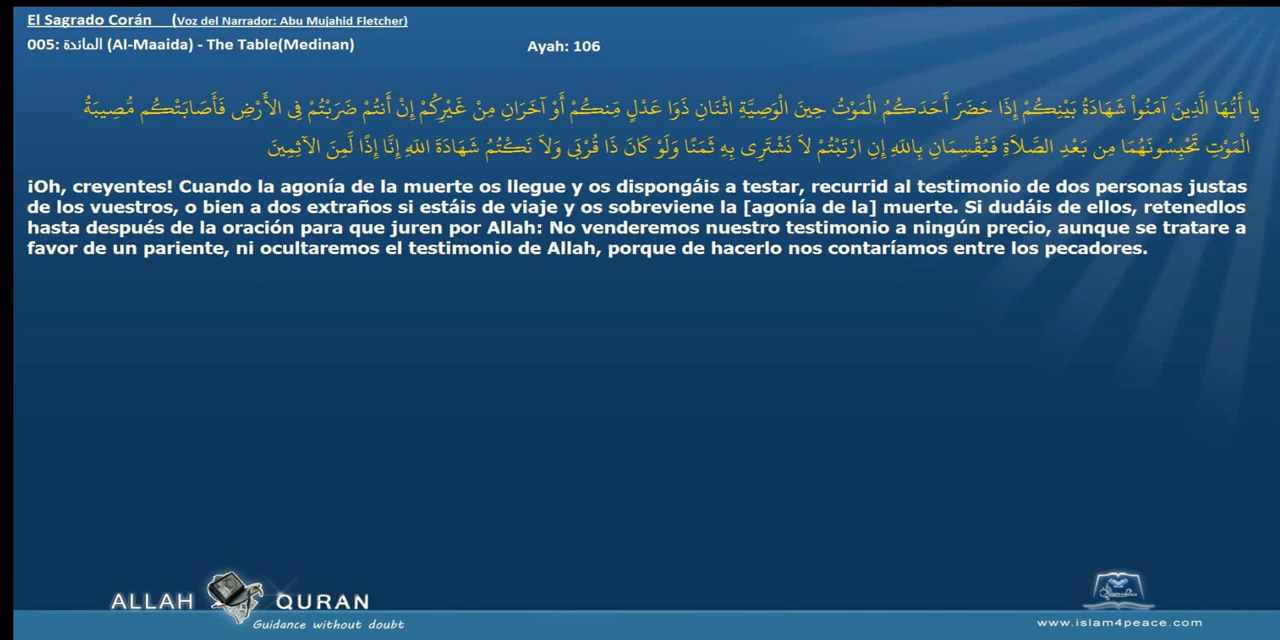 El Sagrado Corán (Voz del Narrador: Abu Mujahid Fletcher)
005: المائدة (Al-Maaida) - The Table(Medinan) Ayah: 106
يِا أَيُّهَا الَّذِينَ آمَنُواْ شَهَادَةُ بَيْنِكُمْ إِذَا حَضَرَ أَحَدَكُمُ الْمَوْتُ حِينَ الْوَصِيَّةِ اثْنَانِ ذَوَا عَدْلٍ مِّنكُمْ أَوْ آخَرَانِ مِنْ غَيْرِكُمْ إِنْ أَنتُمْ ضَرَبْتُمْ فِي الأَرْضِ فَأَصَابَتْكُم مُّصِيبَةُ
الْمَوْتِ تَحْبِسُونَهُمَا مِن بَعْدِ الصَّلاَةِ فَيُقْسِمَانِ بِاللّهِ إِنِ ارْتَبْتُمْ لاَ نَشْتَرِي بِهِ ثَمَنًا وَلَوْ كَانَ ذَا قُرْبَى وَلاَ نَكْتُمُ شَهَادَةَ اللّهِ إِنَّا إِذًا لَّمِنَ الآثِمِينَ
¡Oh, creyentes! Cuando la agonía de la muerte os llegue y os dispongáis a testar, recurrid al testimonio de dos personas justas
de los vuestros, o bien a dos extraños si estáis de viaje y os sobreviene la [agonía de la] muerte. Si dudáis de ellos, retenedlos
hasta después de la oración para que juren por Allah: No venderemos nuestro testimonio a ningún precio, aunque se tratare a
favor de un pariente, ni ocultaremos el testimonio de Allah, porque de hacerlo nos contaríamos entre los pecadores.
ALLAH QURAN
Guidance without doubt
www.islam4peace.com